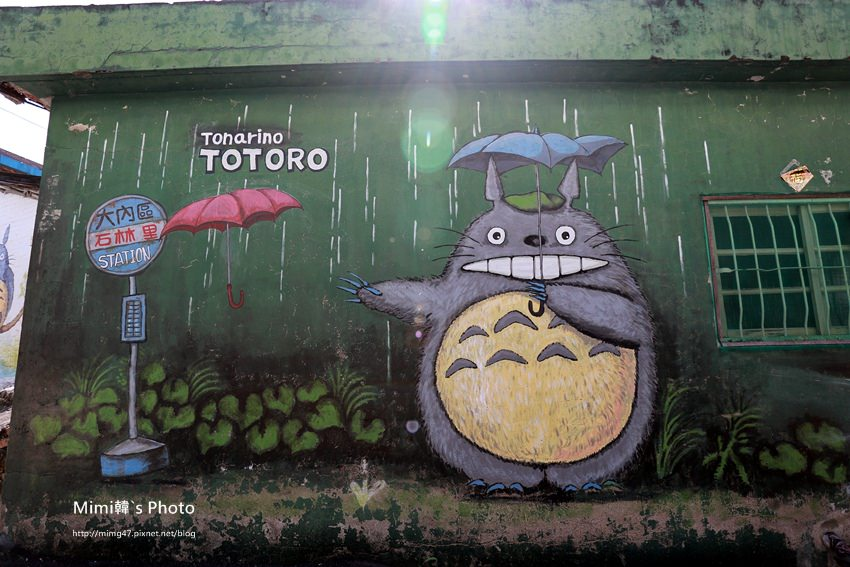 Tonarino
TOTORO
大內區
石林里
STATION
Mimi韓`s Photo
http://mimg47.pixnet.net/blog